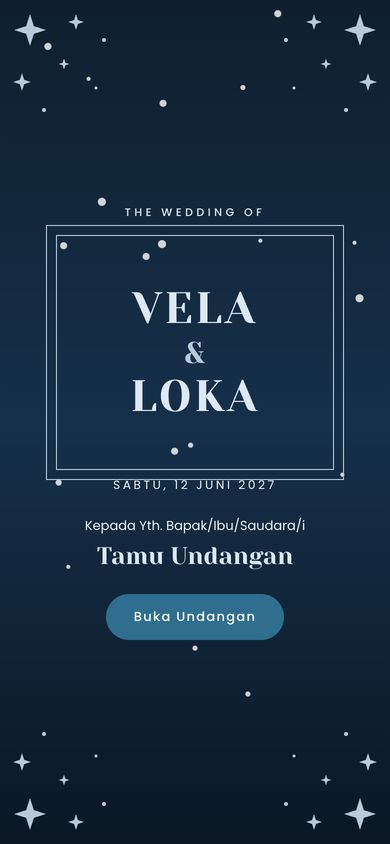 THE WEDDING OF
VELA
&
LOKA
SABTU, 12 JUNI 2027
Kepada Yth. Bapak/Ibu/Saudara/i
Tamu Undangan
Buka Undangan